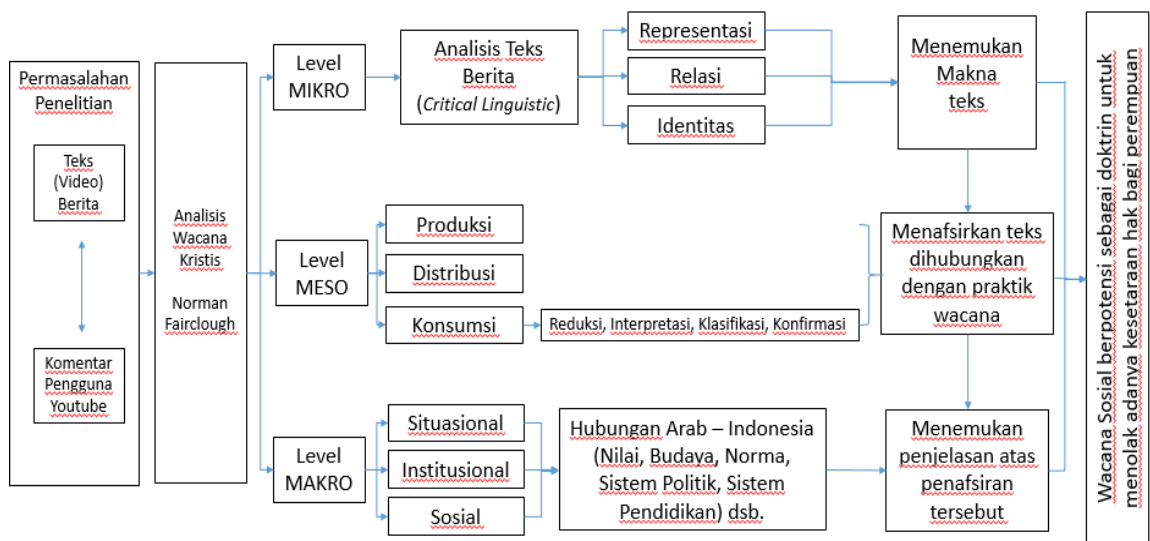 Permasalahan
Penelitian
Teks
(Video)
Berita
Komentar
Pengguna
Youtube
Analisis
Wacana
Kristis
Norman
Fairclough
Level
MIKRO
Analisis Teks
Berita
(Critical Linguistic)
Representasi
Relasi
Identitas
Menemukan
Makna
teks
Level
MESO
Produksi
Distribusi
Konsumsi
Reduksi, Interpretasi, Klasifikasi, Konfirmasi
Menafsirkan teks
dihubungkan
dengan praktik
wacana
Level
MAKRO
Situasional
Institusional
Sosial
Hubungan Arab – Indonesia
(Nilai, Budaya, Norma,
Sistem Politik, Sistem
Pendidikan) dsb.
Menemukan
penjelasan atas
penafsiran
tersebut
Wacana Sosial berpotensi sebagai doktrin untuk
menolak adanya kesetaraan hak bagi perempuan